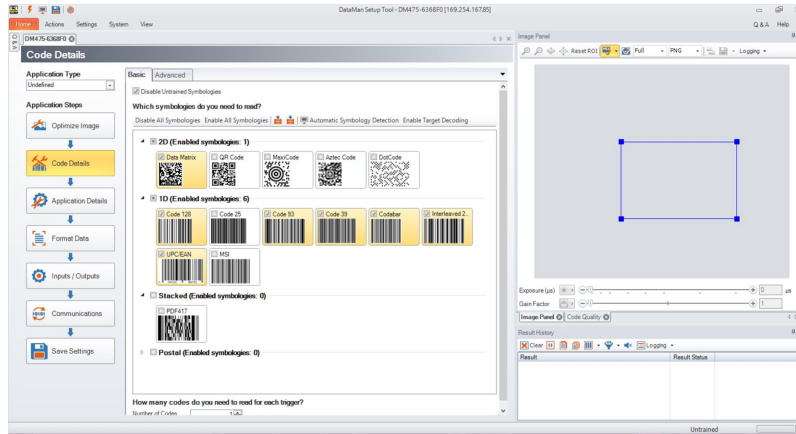 DataMan Setup Tool - DM475-6368F0 [169.254.167.85]
Home Actions Settings System View Q & A Help
DM475-6368F0
Code Details
Application Type
Undefined
Application Steps
Optimize Image
Code Details
Application Details
Format Data
Inputs / Outputs
Communications
Save Settings
Basic Advanced
Disable Untrained Symbologies
Which symbologies do you need to read?
Disable All Symbologies Enable All Symbologies Automatic Symbology Detection Enable Target Decoding
2D (Enabled symbologies: 1)
Data Matrix QR Code MaxiCode Aztec Code DotCode
1D (Enabled symbologies: 6)
Code 128 Code 25 Code 93 Code 39 Codabar Interleaved 2...
UPC/EAN MSI
Stacked (Enabled symbologies: 0)
PDF417
Postal (Enabled symbologies: 0)
How many codes do you need to read for each trigger?
Number of Codes 1
Image Panel
Reset ROI Full PNG Logging
Exposure (µs) 0 µs
Gain Factor 1
Image Panel Code Quality
Result History
Clear Logging
Result Result Status
Untrained